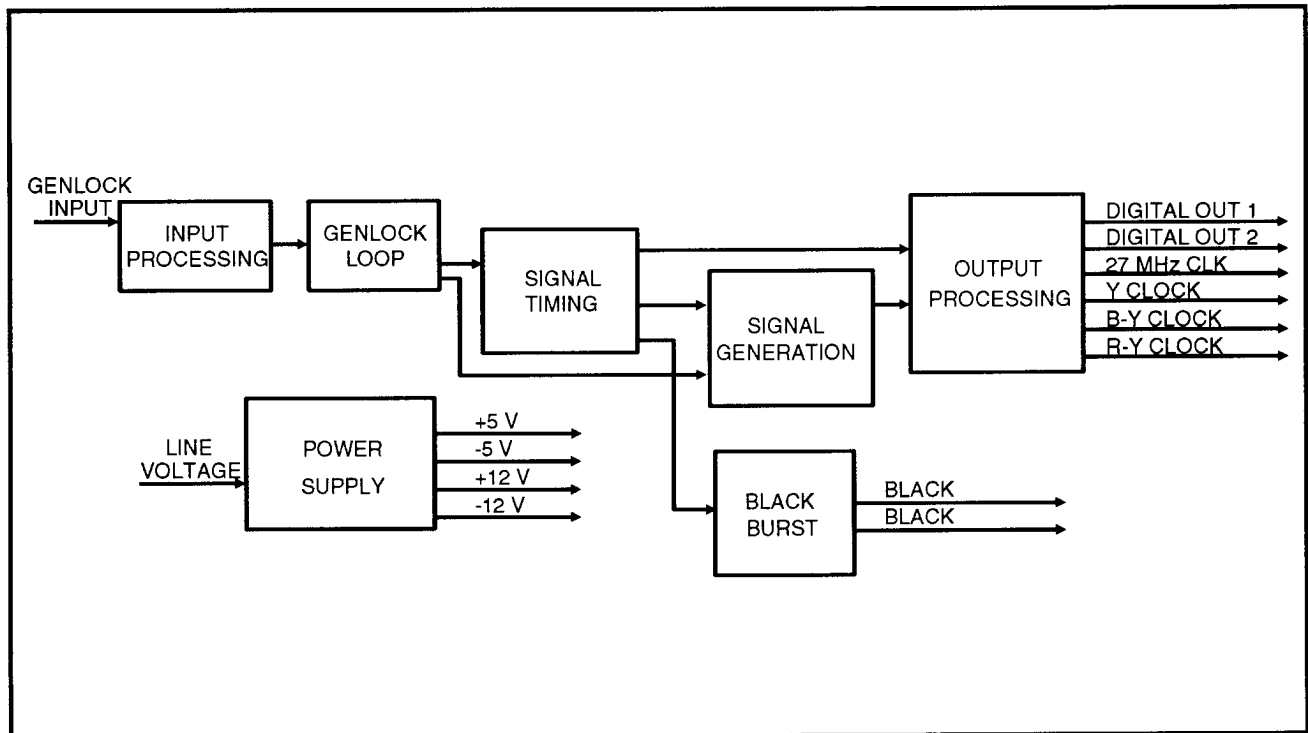 GENLOCK
INPUT
INPUT
PROCESSING
GENLOCK
LOOP
SIGNAL
TIMING
SIGNAL
GENERATION
OUTPUT
PROCESSING
DIGITAL OUT 1
DIGITAL OUT 2
27 MHz CLK
Y CLOCK
B-Y CLOCK
R-Y CLOCK
LINE
VOLTAGE
POWER
SUPPLY
+5 V
-5 V
+12 V
-12 V
BLACK
BURST
BLACK
BLACK